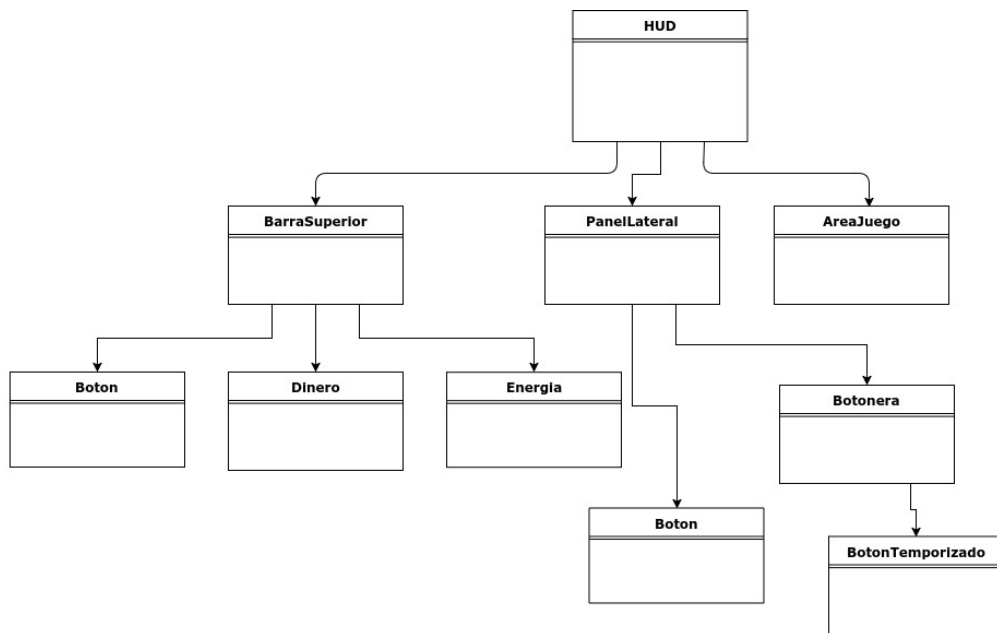 HUD
BarraSuperior
PanelLateral
AreaJuego
Boton
Dinero
Energia
Botonera
Boton
BotonTemporizado